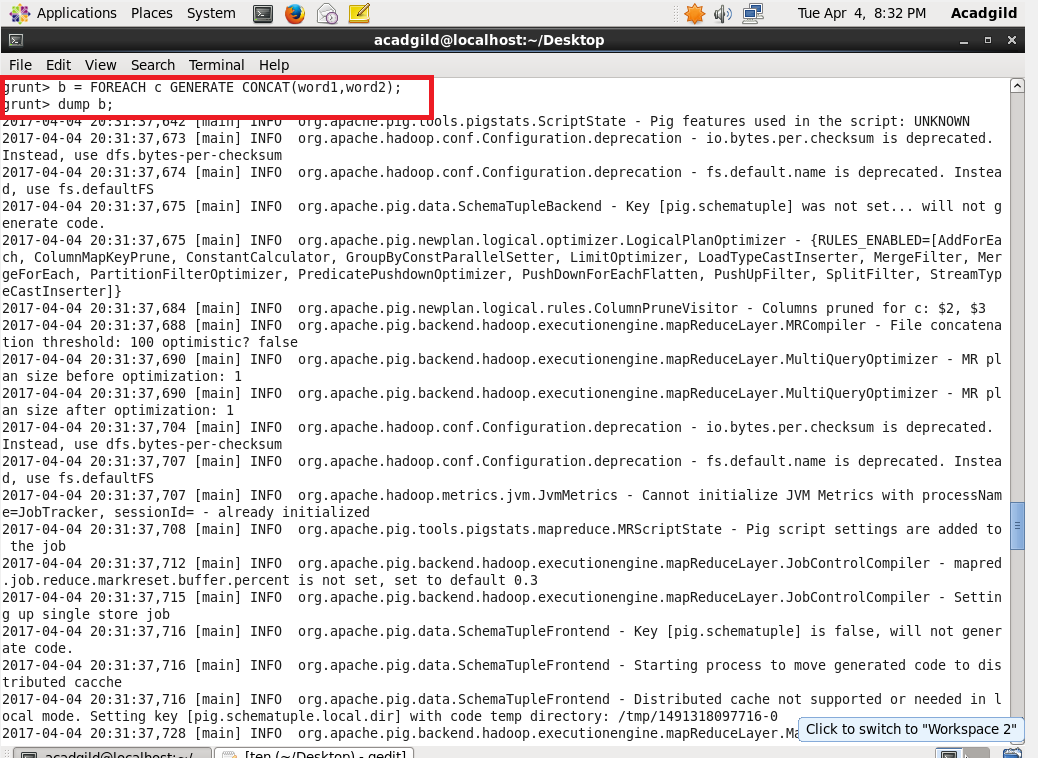 Applications Places System Tue Apr 4, 8:32 PM Acadgild
acadgild@localhost:~/Desktop
File Edit View Search Terminal Help
grunt> b = FOREACH c GENERATE CONCAT(word1,word2);
grunt> dump b;
2017-04-04 20:31:37,642 [main] INFO  org.apache.pig.tools.pigstats.ScriptState - Pig features used in the script: UNKNOWN
2017-04-04 20:31:37,673 [main] INFO  org.apache.hadoop.conf.Configuration.deprecation - io.bytes.per.checksum is deprecated.
Instead, use dfs.bytes-per-checksum
2017-04-04 20:31:37,674 [main] INFO  org.apache.hadoop.conf.Configuration.deprecation - fs.default.name is deprecated. Instea
d, use fs.defaultFS
2017-04-04 20:31:37,675 [main] INFO  org.apache.pig.data.SchemaTupleBackend - Key [pig.schematuple] was not set... will not g
enerate code.
2017-04-04 20:31:37,675 [main] INFO  org.apache.pig.newplan.logical.optimizer.LogicalPlanOptimizer - {RULES_ENABLED=[AddForEa
ch, ColumnMapKeyPrune, ConstantCalculator, GroupByConstParallelSetter, LimitOptimizer, LoadTypeCastInserter, MergeFilter, Mer
geForEach, PartitionFilterOptimizer, PredicatePushdownOptimizer, PushDownForEachFlatten, PushUpFilter, SplitFilter, StreamTyp
eCastInserter]}
2017-04-04 20:31:37,684 [main] INFO  org.apache.pig.newplan.logical.rules.ColumnPruneVisitor - Columns pruned for c: $2, $3
2017-04-04 20:31:37,688 [main] INFO  org.apache.pig.backend.hadoop.executionengine.mapReduceLayer.MRCompiler - File concatena
tion threshold: 100 optimistic? false
2017-04-04 20:31:37,690 [main] INFO  org.apache.pig.backend.hadoop.executionengine.mapReduceLayer.MultiQueryOptimizer - MR pl
an size before optimization: 1
2017-04-04 20:31:37,690 [main] INFO  org.apache.pig.backend.hadoop.executionengine.mapReduceLayer.MultiQueryOptimizer - MR pl
an size after optimization: 1
2017-04-04 20:31:37,704 [main] INFO  org.apache.hadoop.conf.Configuration.deprecation - io.bytes.per.checksum is deprecated.
Instead, use dfs.bytes-per-checksum
2017-04-04 20:31:37,707 [main] INFO  org.apache.hadoop.conf.Configuration.deprecation - fs.default.name is deprecated. Instea
d, use fs.defaultFS
2017-04-04 20:31:37,707 [main] INFO  org.apache.hadoop.metrics.jvm.JvmMetrics - Cannot initialize JVM Metrics with processNam
e=JobTracker, sessionId= - already initialized
2017-04-04 20:31:37,708 [main] INFO  org.apache.pig.tools.pigstats.mapreduce.MRScriptState - Pig script settings are added to
 the job
2017-04-04 20:31:37,712 [main] INFO  org.apache.pig.backend.hadoop.executionengine.mapReduceLayer.JobControlCompiler - mapred
.job.reduce.markreset.buffer.percent is not set, set to default 0.3
2017-04-04 20:31:37,715 [main] INFO  org.apache.pig.backend.hadoop.executionengine.mapReduceLayer.JobControlCompiler - Settin
g up single store job
2017-04-04 20:31:37,716 [main] INFO  org.apache.pig.data.SchemaTupleFrontend - Key [pig.schematuple] is false, will not gener
ate code.
2017-04-04 20:31:37,716 [main] INFO  org.apache.pig.data.SchemaTupleFrontend - Starting process to move generated code to dis
tributed cacche
2017-04-04 20:31:37,716 [main] INFO  org.apache.pig.data.SchemaTupleFrontend - Distributed cache not supported or needed in l
ocal mode. Setting key [pig.schematuple.local.dir] with code temp directory: /tmp/1491318097716-0
2017-04-04 20:31:37,728 [main] INFO  org.apache.pig.backend.hadoop.executionengine.mapReduceLayer.Ma
Click to switch to "Workspace 2"
acadgild@localhost:~/ [ten (~/Desktop) - gedit]